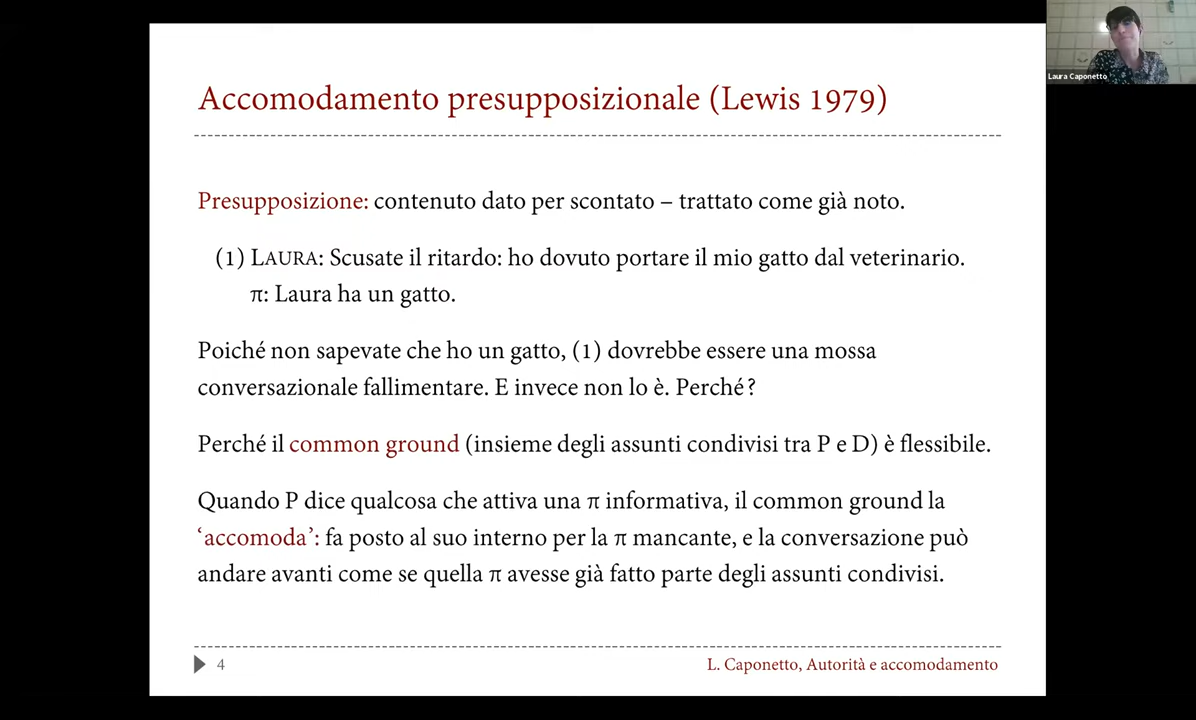 Laura Caponetto
Accomodamento presupposizionale (Lewis 1979)
Presupposizione: contenuto dato per scontato – trattato come già noto.
(1) LAURA: Scusate il ritardo: ho dovuto portare il mio gatto dal veterinario.
π: Laura ha un gatto.
Poiché non sapevate che ho un gatto, (1) dovrebbe essere una mossa
conversazionale fallimentare. E invece non lo è. Perché?
Perché il common ground (insieme degli assunti condivisi tra P e D) è flessibile.
Quando P dice qualcosa che attiva una π informativa, il common ground la
‘accomoda’: fa posto al suo interno per la π mancante, e la conversazione può
andare avanti come se quella π avesse già fatto parte degli assunti condivisi.
4
L. Caponetto, Autorità e accomodamento